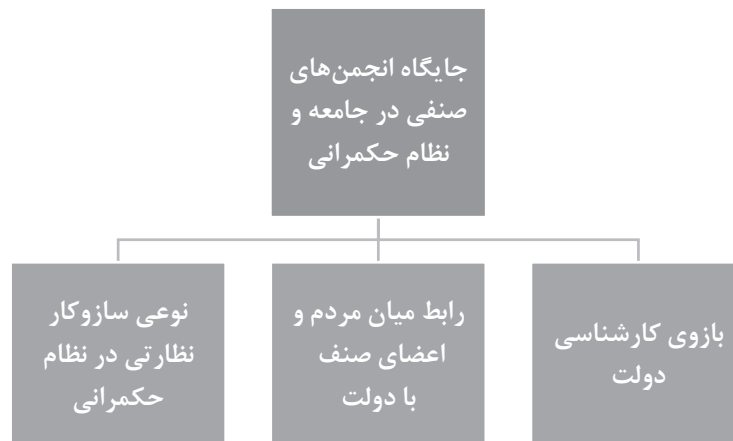 جایگاه انجمن‌های
صنفی در جامعه و
نظام حکمرانی
بازوی کارشناسی
دولت
رابط میان مردم و
اعضای صنف
با دولت
نوعی سازوکار
نظارتی در نظام
حکمرانی